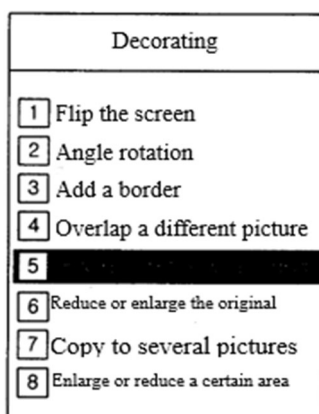 Decorating
1 Flip the screen
2 Angle rotation
3 Add a border
4 Overlap a different picture
5
6 Reduce or enlarge the original
7 Copy to several pictures
8 Enlarge or reduce a certain area